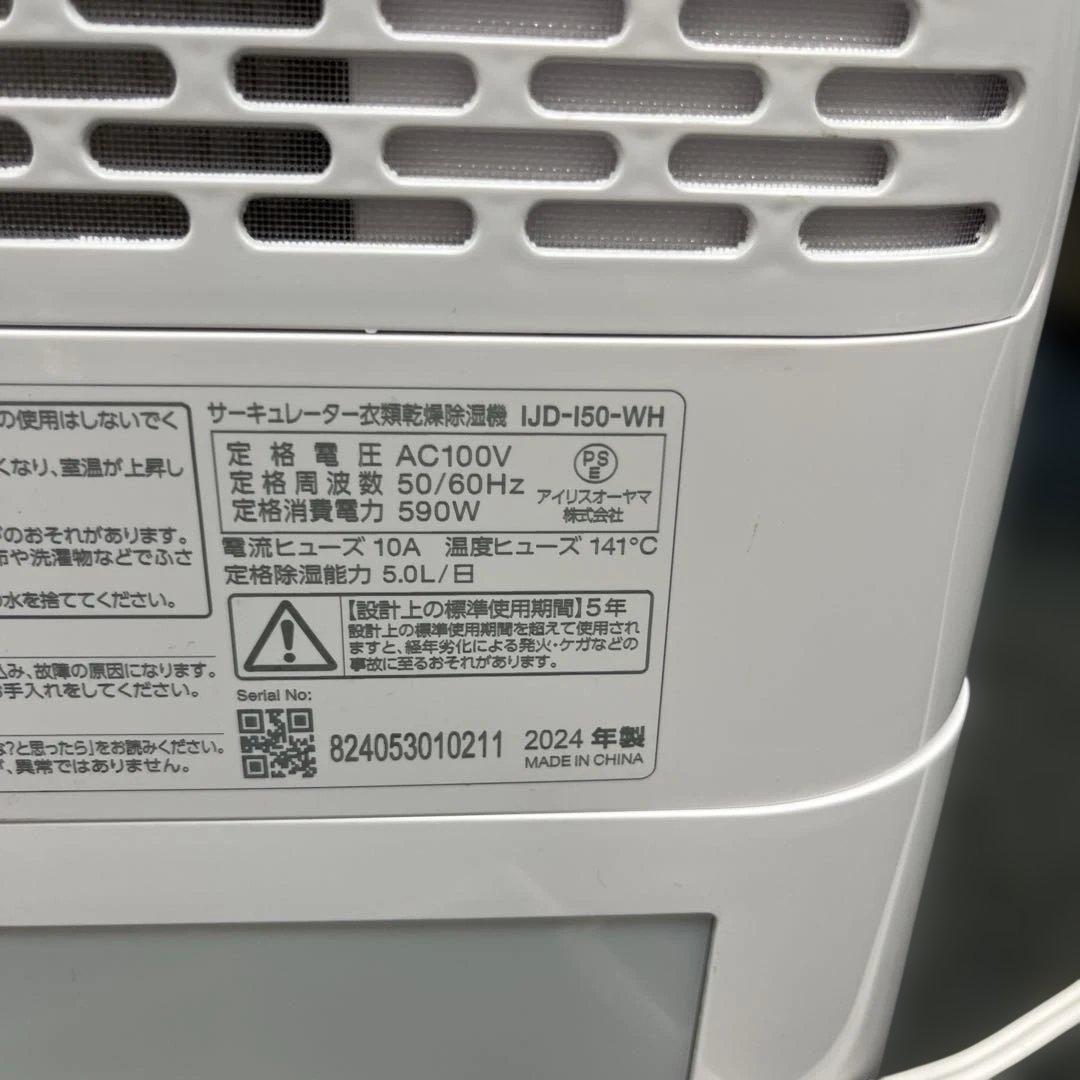 の使用はしないでく
くなり、室温が上昇し
のおそれがあります。
や洗濯物などでふさ
水を捨ててください。
込み、故障の原因になります。
お手入れをしてください。
な?と思ったら」をお読みください。
、異常ではありません。
サーキュレーター衣類乾燥除湿機 IJD-I50-WH
定格電圧 AC100V
定格周波数 50/60Hz
定格消費電力 590W
PS
E
アイリスオーヤマ
株式会社
電流ヒューズ 10A 温度ヒューズ 141℃
定格除湿能力 5.0L/日
【設計上の標準使用期間】5年
設計上の標準使用期間を超えて使用され
ますと、経年劣化による発火・ケガなどの
事故に至るおそれがあります。
Serial No:
824053010211 2024年製
MADE IN CHINA